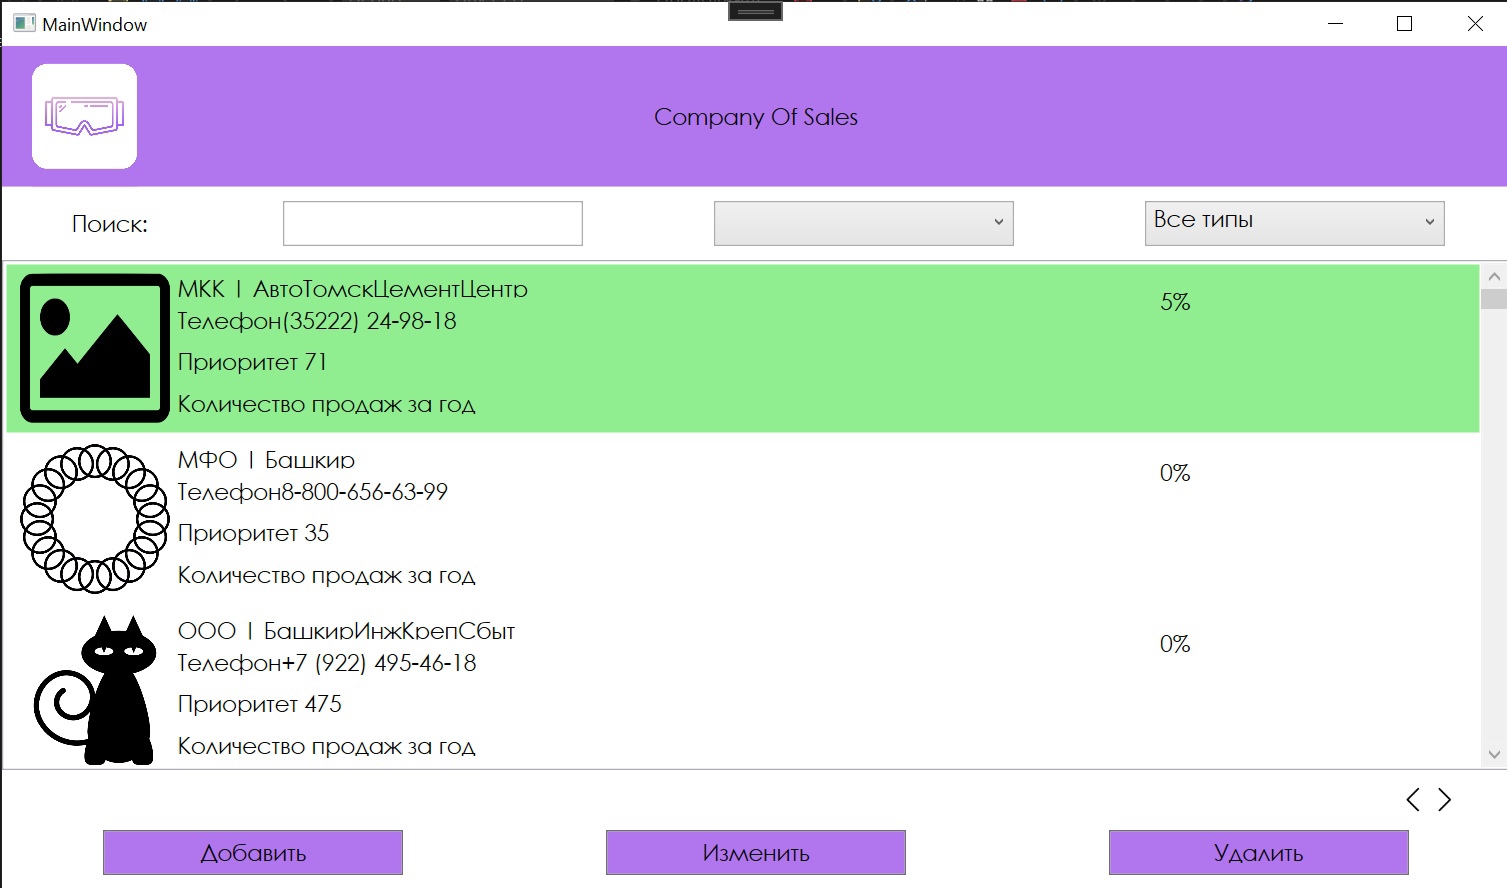 MainWindow
Company Of Sales
Поиск:
Все типы
МКК | АвтоТомскЦементЦентр
5%
Телефон(35222) 24-98-18
Приоритет 71
Количество продаж за год
МФО | Башкир
0%
Телефон8-800-656-63-99
Приоритет 35
Количество продаж за год
ООО | БашкирИнжКрепСбыт
0%
Телефон+7 (922) 495-46-18
Приоритет 475
Количество продаж за год
Добавить
Изменить
Удалить